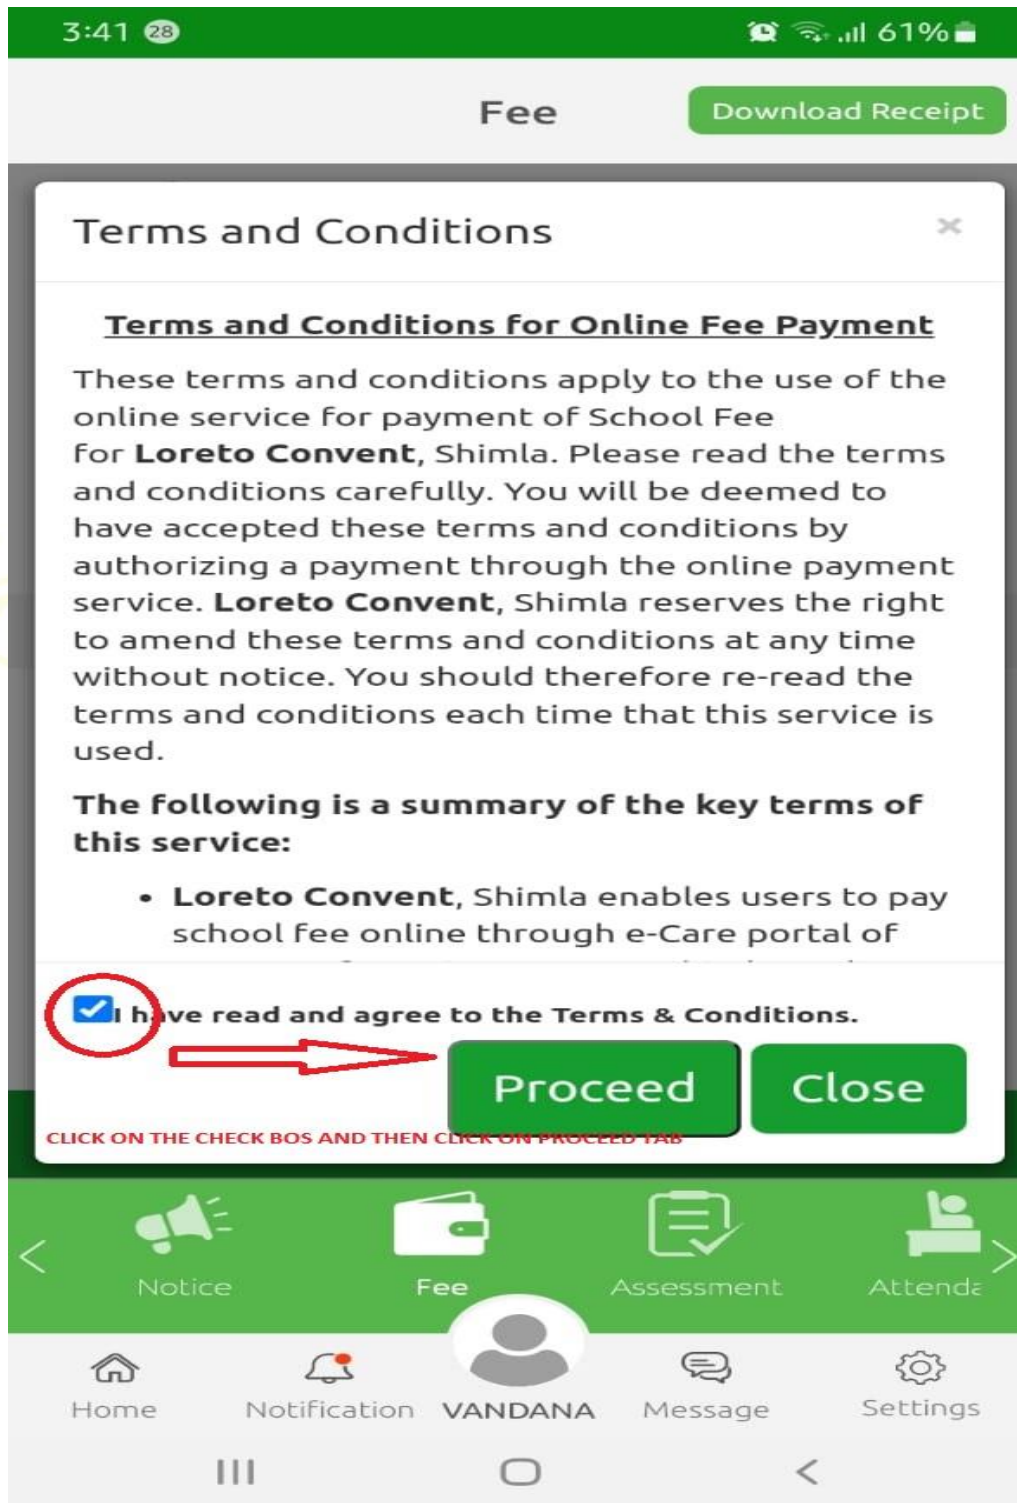 3:41 28 61%
Fee Download Receipt
Terms and Conditions ×
Terms and Conditions for Online Fee Payment
These terms and conditions apply to the use of the
online service for payment of School Fee
for Loreto Convent, Shimla. Please read the terms
and conditions carefully. You will be deemed to
have accepted these terms and conditions by
authorizing a payment through the online payment
service. Loreto Convent, Shimla reserves the right
to amend these terms and conditions at any time
without notice. You should therefore re-read the
terms and conditions each time that this service is
used.
The following is a summary of the key terms of
this service:
• Loreto Convent, Shimla enables users to pay
school fee online through e-Care portal of
I have read and agree to the Terms & Conditions.
Proceed Close
CLICK ON THE CHECK BOS AND THEN CLICK ON PROCEED TAB
Notice Fee Assessment Attenda
Home Notification VANDANA Message Settings